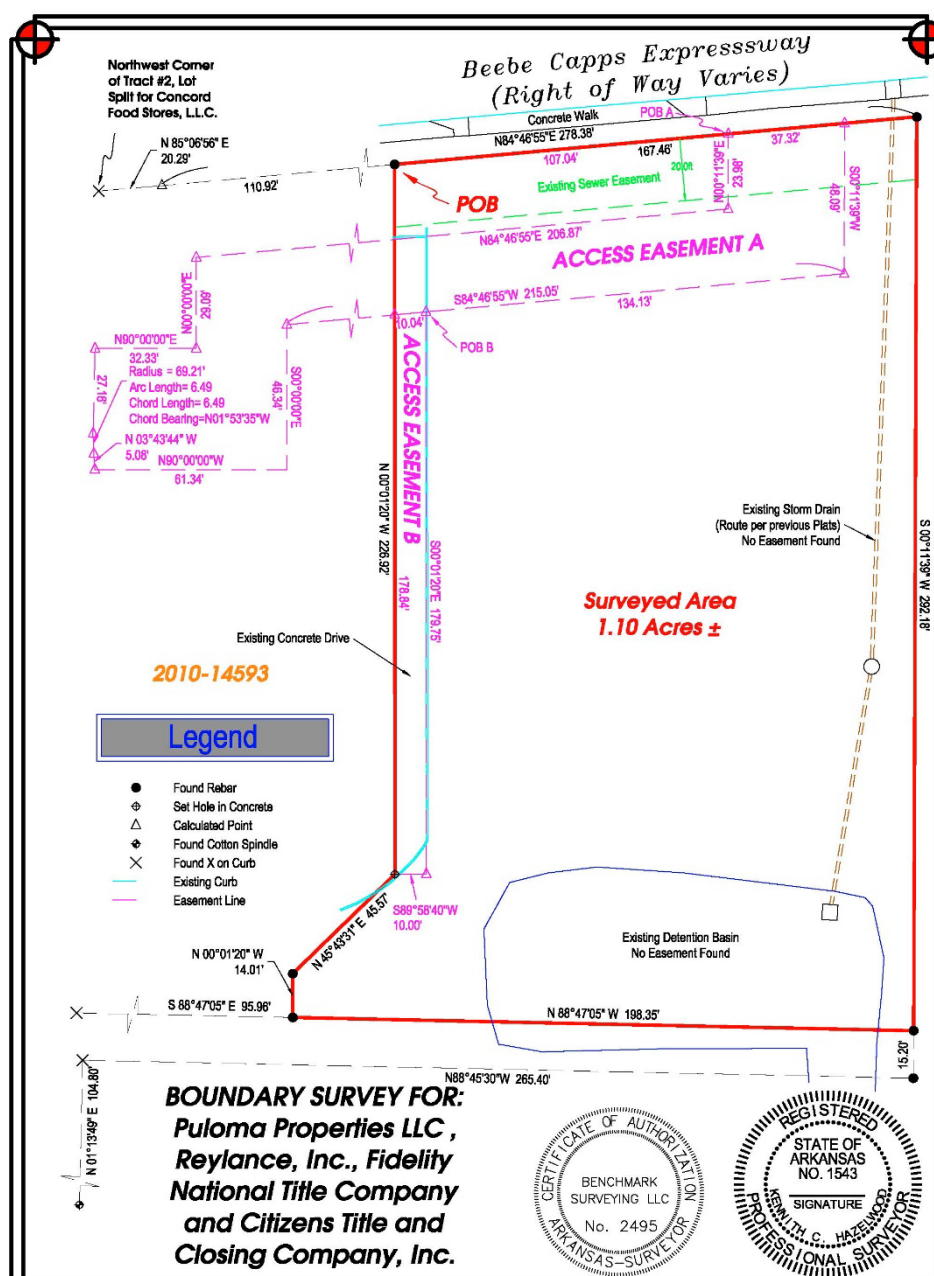 Beebe Capps Expresssway
(Right of Way Varies)
Northwest Corner
of Tract #2, Lot
Split for Concord
Food Stores, L.L.C.
N 85°06'56" E
20.29'
110.92'
Concrete Walk
POB A
N84°46'55"E 278.38'
107.04'
167.46'
37.32'
POB
Existing Sewer Easement
20.0ft
N00°11'39"E
23.98'
S00°11'39"W
48.09'
N84°46'55"E 206.87'
ACCESS EASEMENT A
S84°46'55"W 215.05'
134.13'
10.04'
POB B
N00°00'00"E
29.09'
N90°00'00"E
32.33'
27.16'
Radius = 69.21'
Arc Length= 6.49
Chord Length= 6.49
Chord Bearing=N01°53'35"W
N 03°43'44" W
5.08'
N90°00'00"W
61.34'
S00°00'00"E
46.34'
ACCESS EASEMENT B
N 00°01'20" W 226.92'
178.84'
S00°01'20"E 179.75'
Existing Storm Drain
(Route per previous Plats)
No Easement Found
S 00°11'39" W 292.18'
Surveyed Area
1.10 Acres ±
Existing Concrete Drive
2010-14593
Legend
Found Rebar
Set Hole in Concrete
Calculated Point
Found Cotton Spindle
Found X on Curb
Existing Curb
Easement Line
S89°58'40"W
10.00'
N 45°43'31" E 45.57'
N 00°01'20" W
14.01'
Existing Detention Basin
No Easement Found
S 88°47'05" E 95.96'
N 88°47'05" W 198.35'
15.20'
N88°45'30"W 265.40'
N 01°13'49" E 104.80'
BOUNDARY SURVEY FOR:
Puloma Properties LLC ,
Reylance, Inc., Fidelity
National Title Company
and Citizens Title and
Closing Company, Inc.
CERTIFICATE OF AUTHORIZATION
BENCHMARK
SURVEYING LLC
No. 2495
ARKANSAS-SURVEYOR
REGISTERED
STATE OF
ARKANSAS
NO. 1543
SIGNATURE
KENNITH C. HAZELWOOD
PROFESSIONAL SURVEYOR